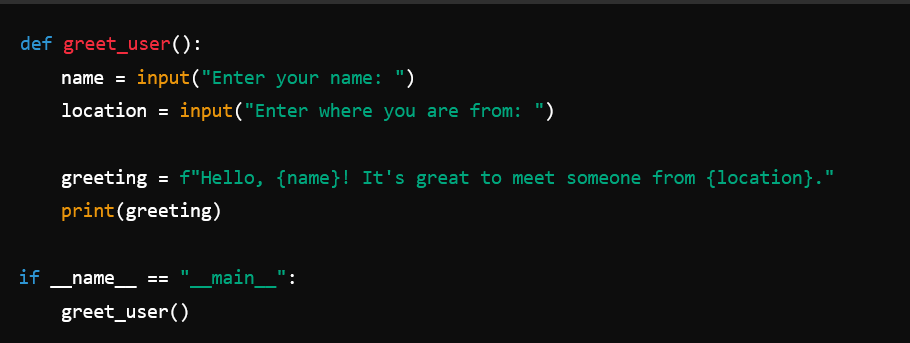 def greet_user():
    name = input("Enter your name: ")
    location = input("Enter where you are from: ")

    greeting = f"Hello, {name}! It's great to meet someone from {location}."
    print(greeting)

if __name__ == "__main__":
    greet_user()